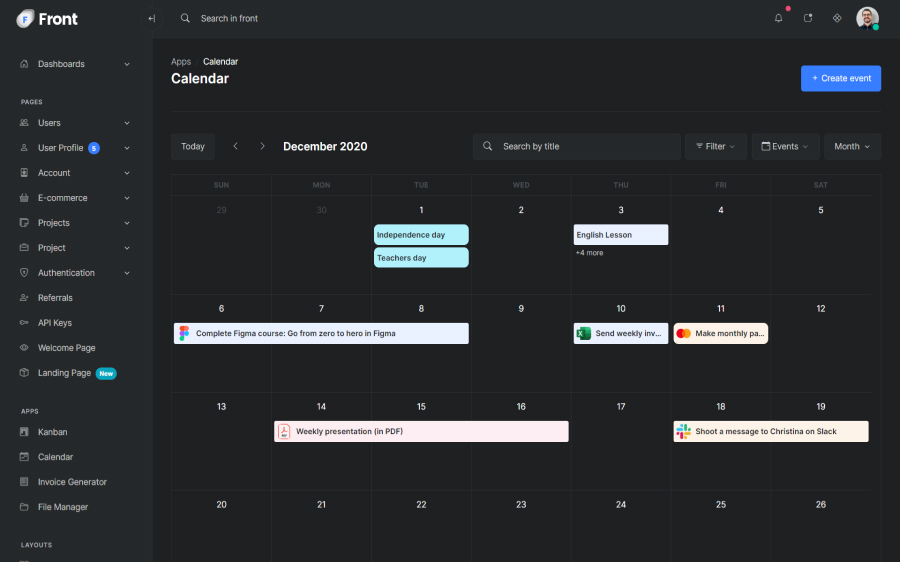 Front
Search in front
Dashboards
PAGES
Users
User Profile 5
Account
E-commerce
Projects
Project
Authentication
Referrals
API Keys
Welcome Page
Landing Page New
APPS
Kanban
Calendar
Invoice Generator
File Manager
LAYOUTS
Apps Calendar
Calendar
+ Create event
Today
December 2020
Search by title
Filter
Events
Month
SUN MON TUE WED THU FRI SAT
29 30 1 2 3 4 5
Independence day
English Lesson
Teachers day
+4 more
6 7 8 9 10 11 12
Complete Figma course: Go from zero to hero in Figma
Send weekly inv...
Make monthly pa...
13 14 15 16 17 18 19
Weekly presentation (in PDF)
Shoot a message to Christina on Slack
20 21 22 23 24 25 26